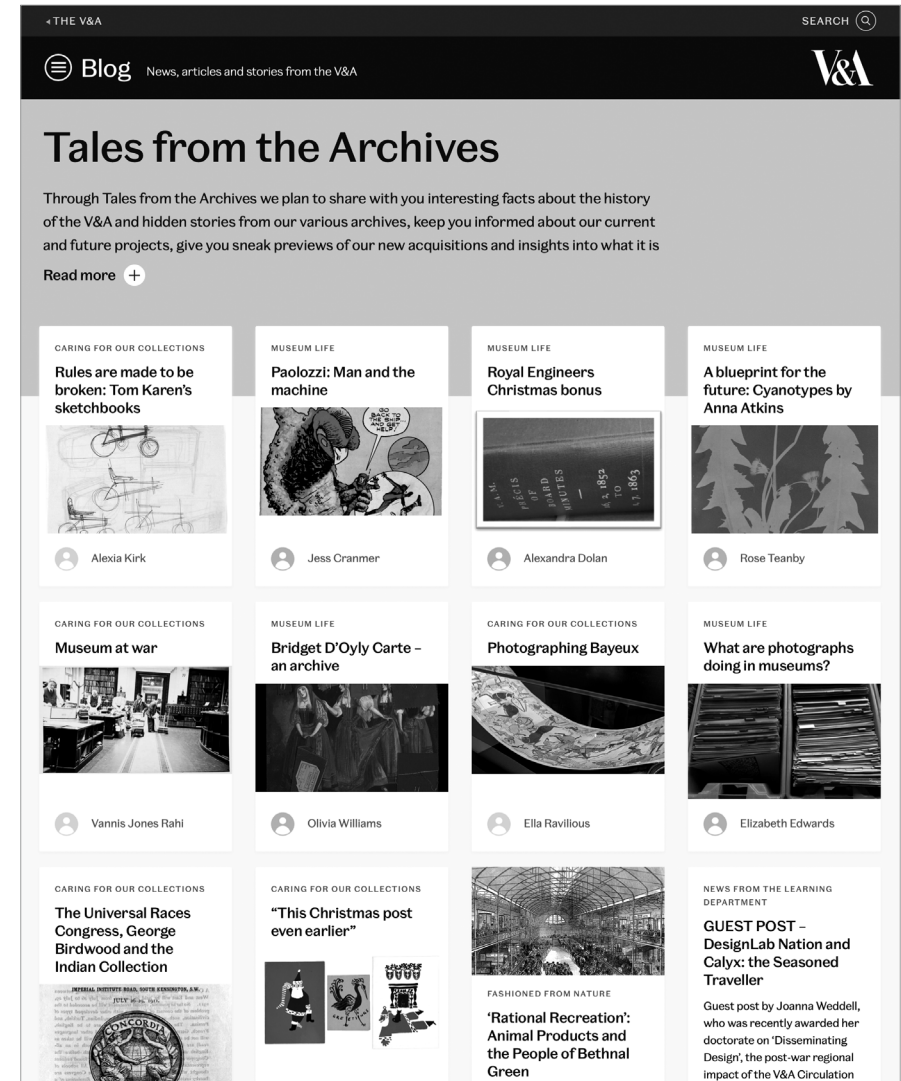 ◂ THE V&A
SEARCH
Blog
News, articles and stories from the V&A
V&A
Tales from the Archives
Through Tales from the Archives we plan to share with you interesting facts about the history
of the V&A and hidden stories from our various archives, keep you informed about our current
and future projects, give you sneak previews of our new acquisitions and insights into what it is
Read more +
CARING FOR OUR COLLECTIONS
Rules are made to be
broken: Tom Karen's
sketchbooks
Alexia Kirk
MUSEUM LIFE
Paolozzi: Man and the
machine
GO
BACK TO
THE SHIP
AND GET
HELP!
Jess Cranmer
MUSEUM LIFE
Royal Engineers
Christmas bonus
PRÉCIS
OF
BOARD
MINUTES
—
1852
TO
1863
Alexandra Dolan
MUSEUM LIFE
A blueprint for the
future: Cyanotypes by
Anna Atkins
Rose Teanby
CARING FOR OUR COLLECTIONS
Museum at war
Vannis Jones Rahi
MUSEUM LIFE
Bridget D'Oyly Carte –
an archive
Olivia Williams
CARING FOR OUR COLLECTIONS
Photographing Bayeux
Ella Ravilious
MUSEUM LIFE
What are photographs
doing in museums?
Elizabeth Edwards
CARING FOR OUR COLLECTIONS
The Universal Races
Congress, George
Birdwood and the
Indian Collection
IMPERIAL INSTITUTE ROAD, SOUTH KENSINGTON, S.W.
CONCORDIA
CARING FOR OUR COLLECTIONS
"This Christmas post
even earlier"
FASHIONED FROM NATURE
'Rational Recreation':
Animal Products and
the People of Bethnal
Green
NEWS FROM THE LEARNING
DEPARTMENT
GUEST POST –
DesignLab Nation and
Calyx: the Seasoned
Traveller
Guest post by Joanna Weddell,
who was recently awarded her
doctorate on 'Disseminating
Design', the post-war regional
impact of the V&A Circulation